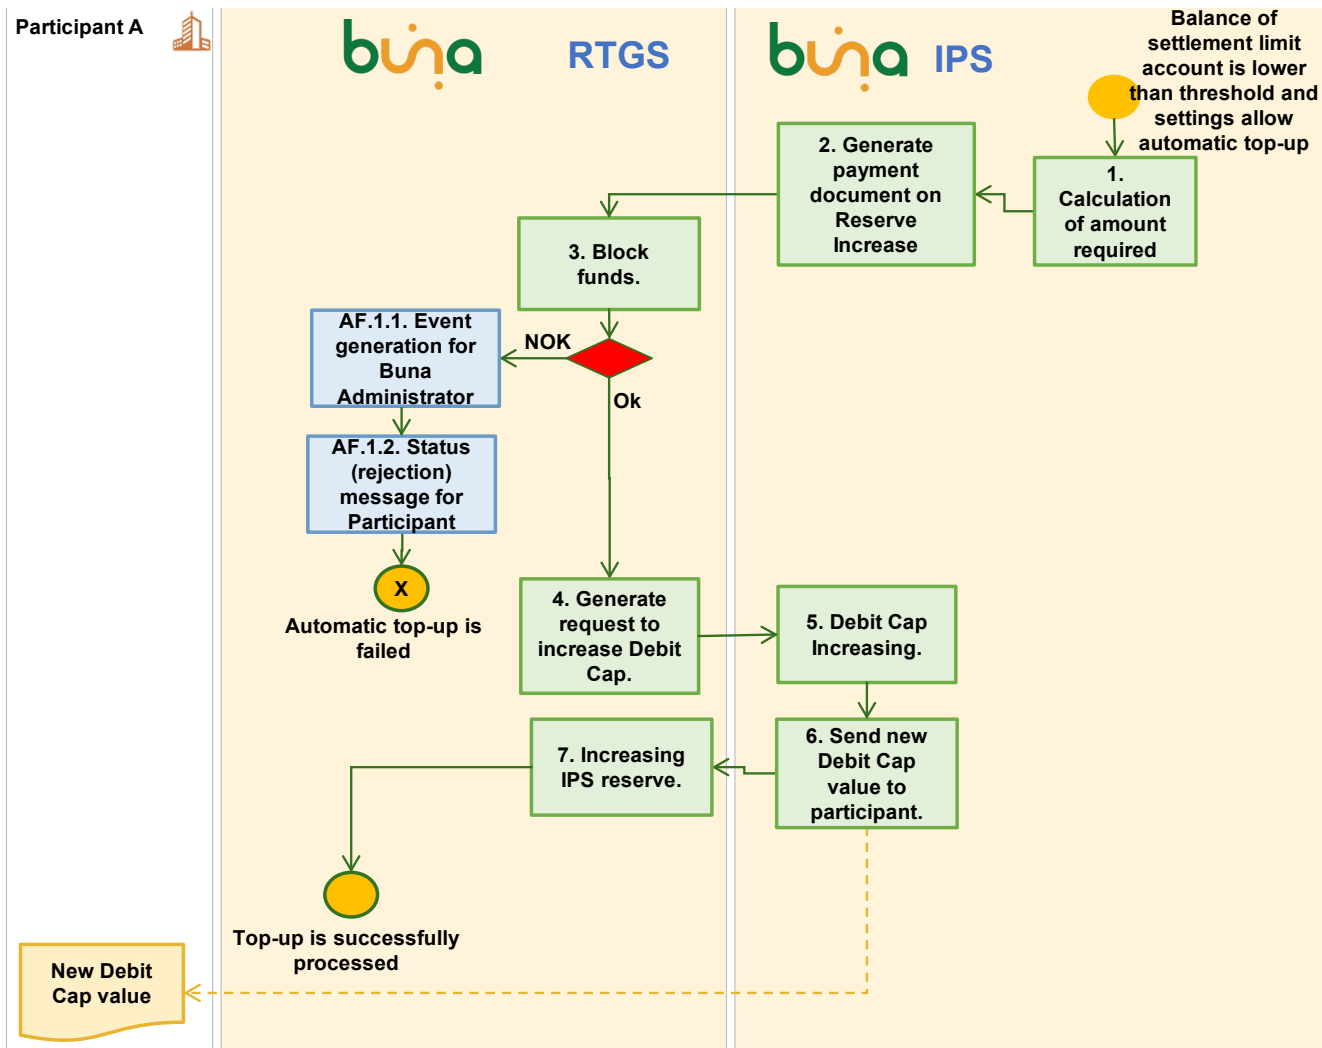 Participant A
buna
RTGS
buna
IPS
Balance of
settlement limit
account is lower
than threshold and
settings allow
automatic top-up
1.
Calculation
of amount
required
2. Generate
payment
document on
Reserve
Increase
3. Block
funds.
NOK
Ok
AF.1.1. Event
generation for
Buna
Administrator
AF.1.2. Status
(rejection)
message for
Participant
X
Automatic top-up is
failed
4. Generate
request to
increase Debit
Cap.
5. Debit Cap
Increasing.
6. Send new
Debit Cap
value to
participant.
7. Increasing
IPS reserve.
Top-up is successfully
processed
New Debit
Cap value